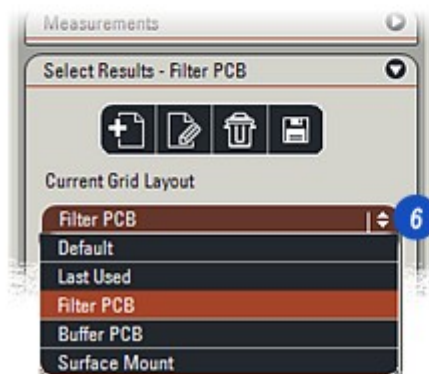 Measurements
Select Results - Filter PCB
Current Grid Layout
Filter PCB
6
Default
Last Used
Filter PCB
Buffer PCB
Surface Mount